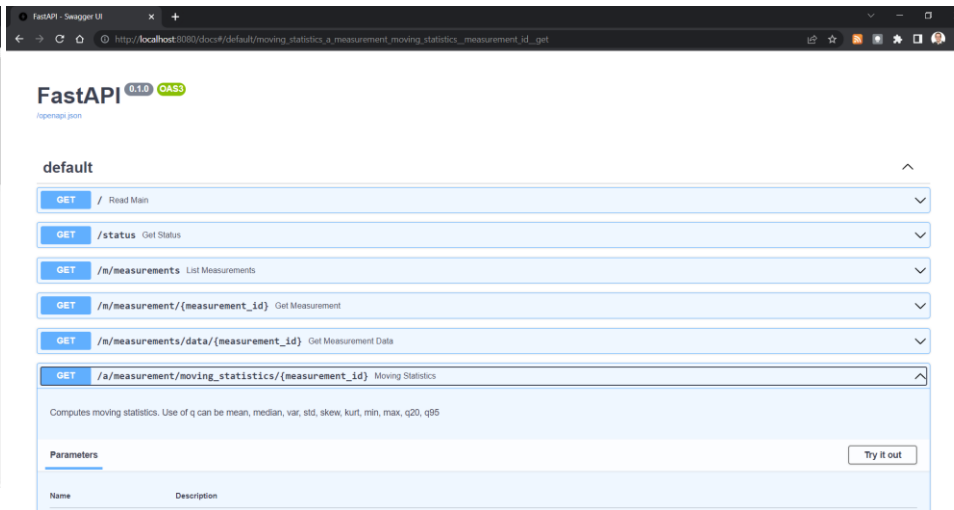 FastAPI - Swagger UI
http://localhost:8080/docs#/default/moving_statistics_a_measurement_moving_statistics__measurement_id__get
FastAPI 0.1.0 OAS3
/openapi.json
default
GET / Read Main
GET /status Get Status
GET /m/measurements List Measurements
GET /m/measurement/{measurement_id} Get Measurement
GET /m/measurements/data/{measurement_id} Get Measurement Data
GET /a/measurement/moving_statistics/{measurement_id} Moving Statistics
Computes moving statistics. Use of q can be mean, median, var, std, skew, kurt, min, max, q20, q95
Parameters Try it out
Name Description